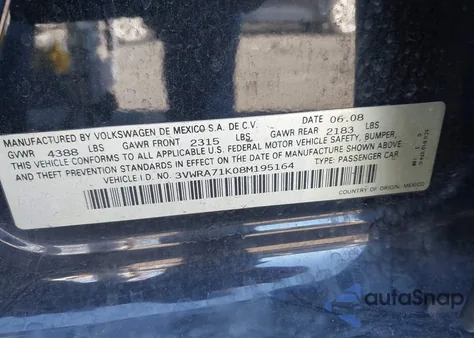 MANUFACTURED BY VOLKSWAGEN DE MEXICO S.A. DE C.V. DATE 06.08
GVWR 4388 LBS GAWR FRONT 2315 LBS GAWR REAR 2183 LBS
THIS VEHICLE CONFORMS TO ALL APPLICABLE U.S. FEDERAL MOTOR VEHICLE SAFETY, BUMPER,
AND THEFT PREVENTION STANDARDS IN EFFECT ON THE DATE OF MANUFACTURE SHOWN ABOVE.
VEHICLE I.D. NO. 3VWRA71K08M195164 TYPE: PASSENGER CAR
COUNTRY OF ORIGIN: MEXICO
autoSnap